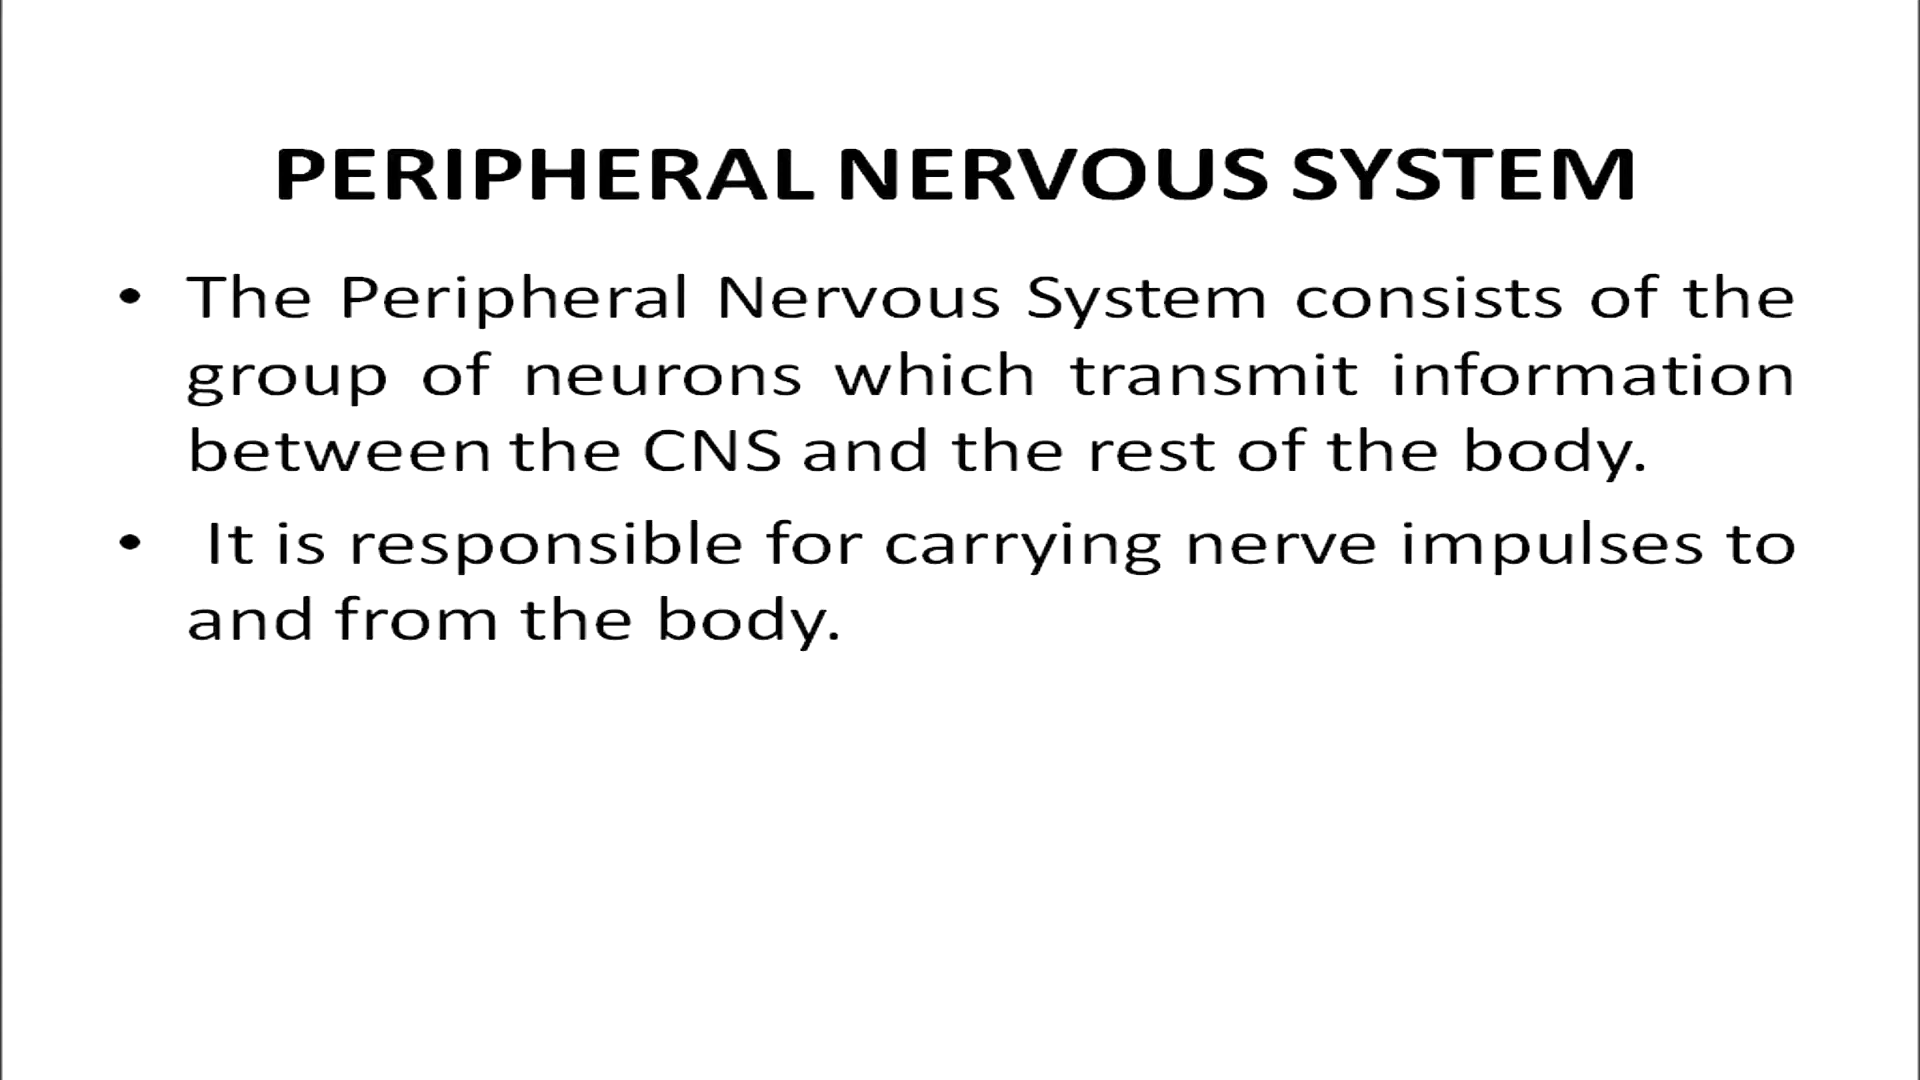 PERIPHERAL NERVOUS SYSTEM
• The Peripheral Nervous System consists of the
group of neurons which transmit information
between the CNS and the rest of the body.
• It is responsible for carrying nerve impulses to
and from the body.